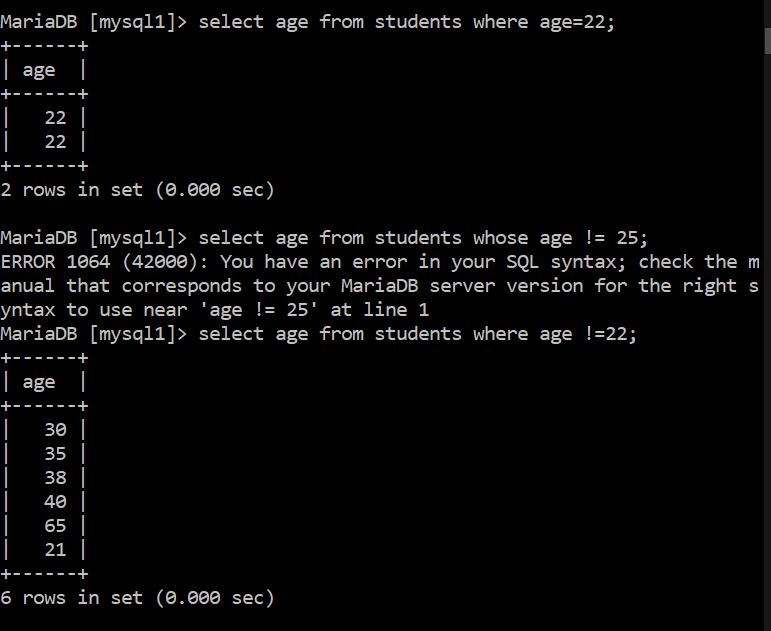 MariaDB [mysql1]> select age from students where age=22;
+------+
| age  |
+------+
|   22 |
|   22 |
+------+
2 rows in set (0.000 sec)

MariaDB [mysql1]> select age from students whose age != 25;
ERROR 1064 (42000): You have an error in your SQL syntax; check the m
anual that corresponds to your MariaDB server version for the right s
yntax to use near 'age != 25' at line 1
MariaDB [mysql1]> select age from students where age !=22;
+------+
| age  |
+------+
|   30 |
|   35 |
|   38 |
|   40 |
|   65 |
|   21 |
+------+
6 rows in set (0.000 sec)